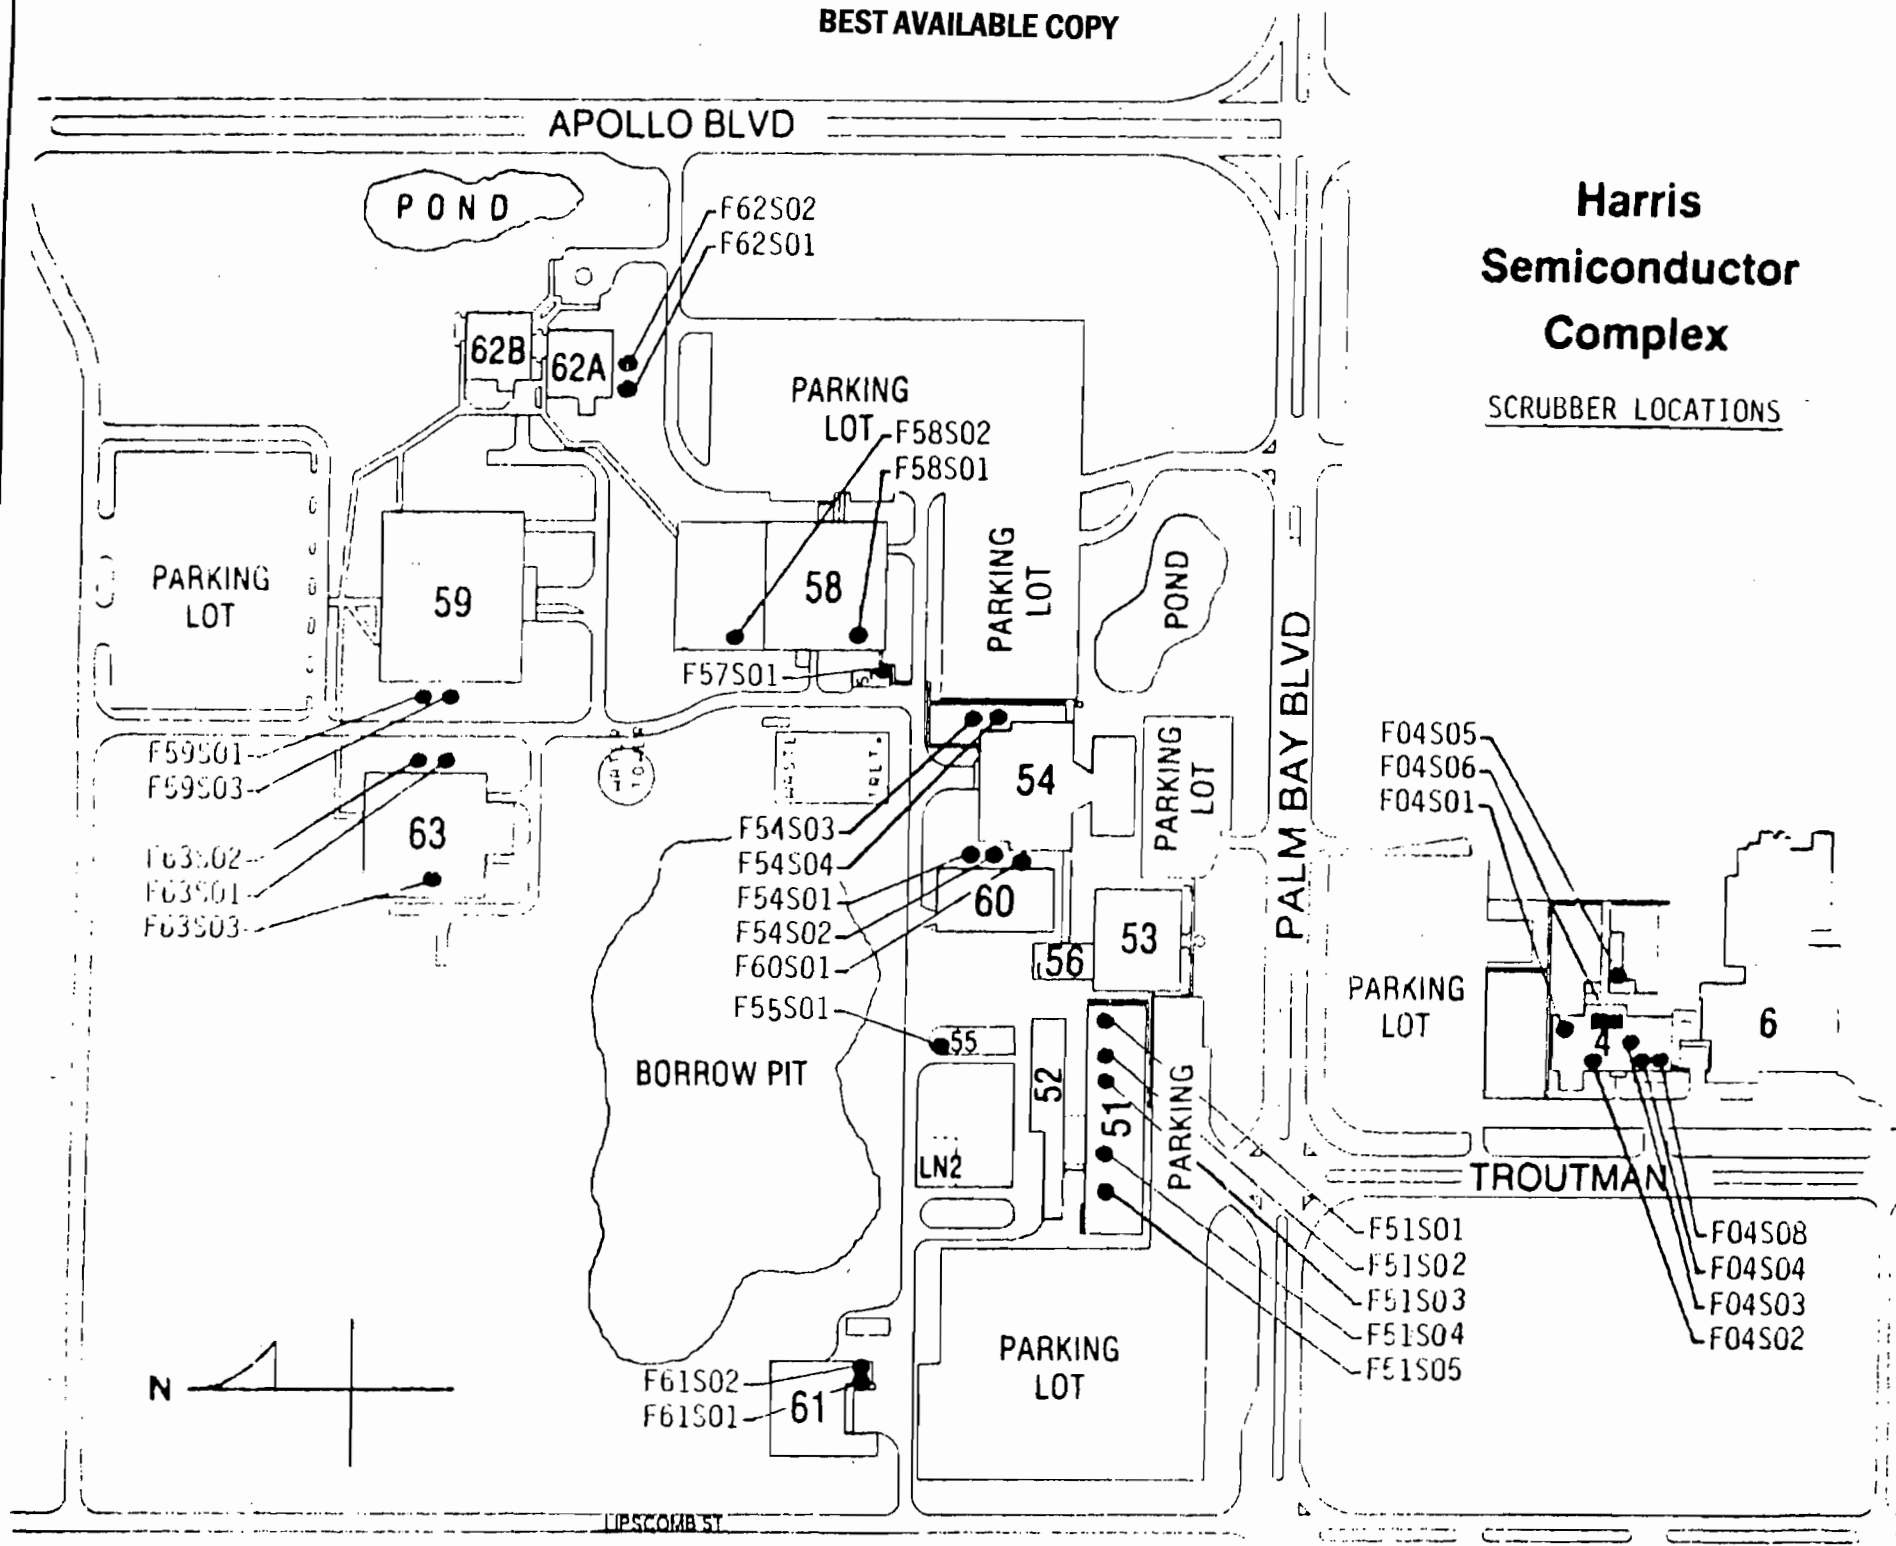 BEST AVAILABLE COPY
APOLLO BLVD
Harris
Semiconductor
Complex
SCRUBBER LOCATIONS
POND
F62S02
F62S01
62B
62A
PARKING
LOT
F58S02
F58S01
PARKING
LOT
59
58
PARKING
LOT
POND
PALM BAY BLVD
F57S01
F59S01
F59S03
63
F63S02
F63S01
F63S03
54
PARKING
LOT
F54S03
F54S04
F54S01
F54S02
F60S01
F55S01
60
53
56
55
BORROW PIT
52
51
PARKING
LN2
F04S05
F04S06
F04S01
PARKING
LOT
4
6
TROUTMAN
F51S01
F51S02
F51S03
F51S04
F51S05
F04S08
F04S04
F04S03
F04S02
PARKING
LOT
N
F61S02
F61S01
61
LIPSCOMB ST